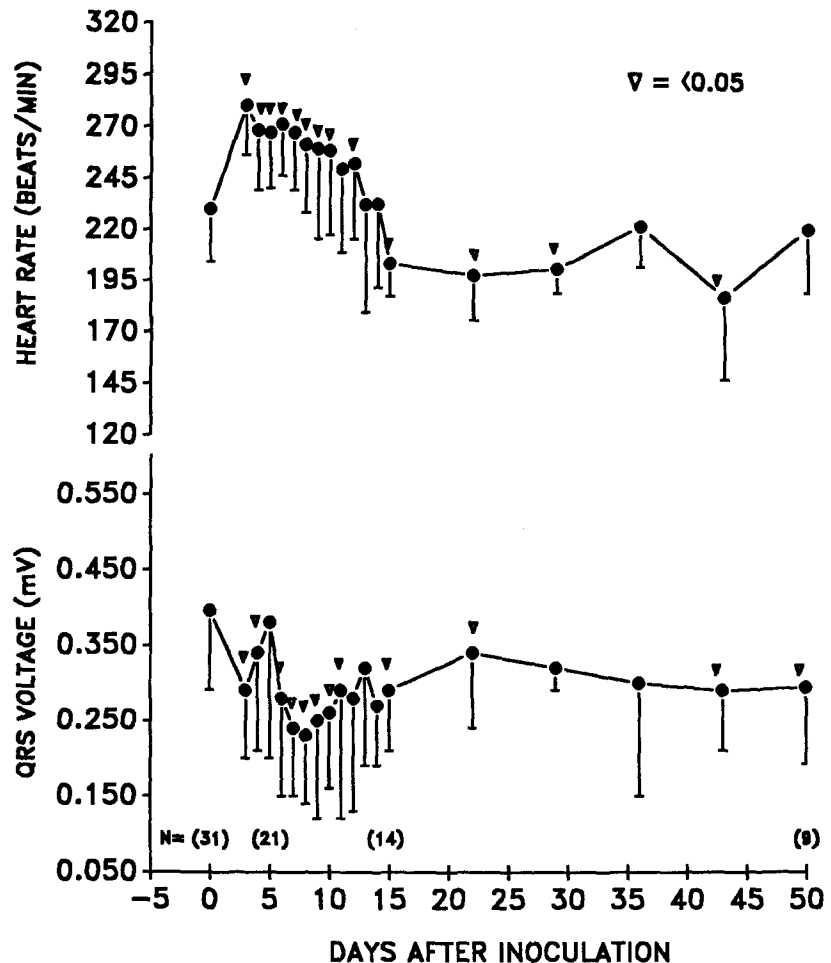 HEART RATE (BEATS/MIN)
320
295
270
245
220
195
170
145
120
∇ = <0.05
QRS VOLTAGE (mV)
0.550
0.450
0.350
0.250
0.150
0.050
N= (31) (21) (14) (9)
-5 0 5 10 15 20 25 30 35 40 45 50
DAYS AFTER INOCULATION